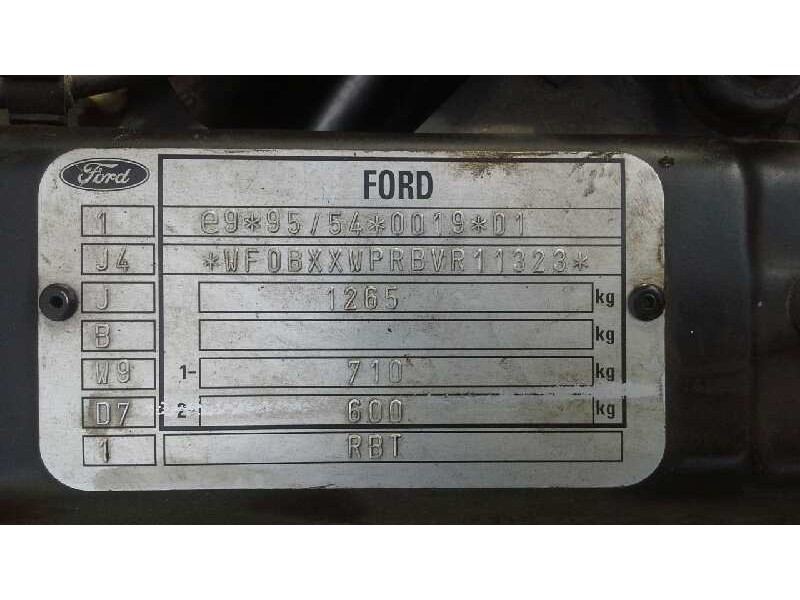 Ford FORD
1 e9*95/54*0019*01
J4 *WF0BXXWPRBVR11323*
J 1265 kg
B
W9 1- 710 kg
D7 2 600 kg
1 RBT